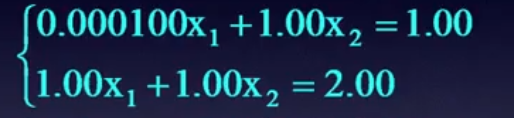 0.000100x₁ + 1.00x₂ = 1.00
1.00x₁ + 1.00x₂ = 2.00